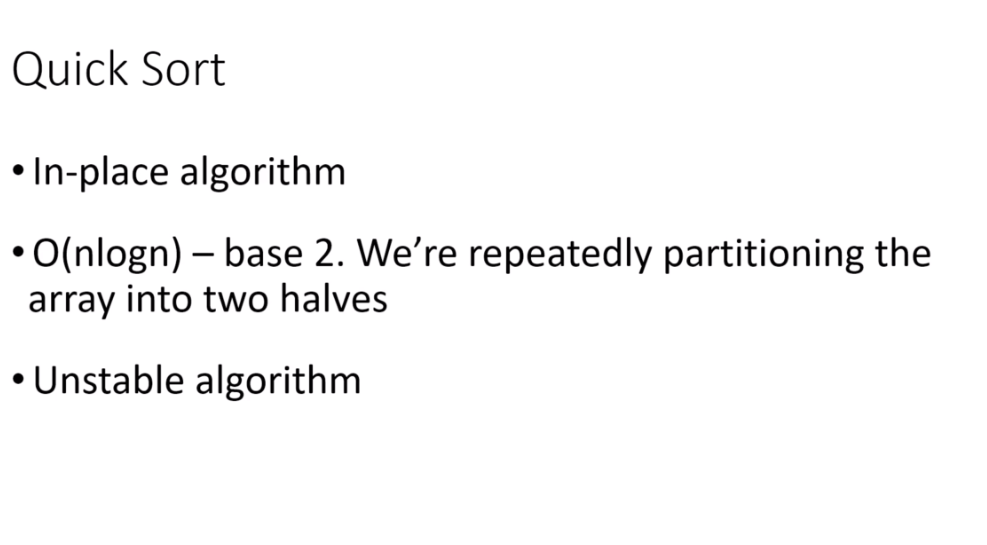 Quick Sort
• In-place algorithm
• O(nlogn) – base 2. We’re repeatedly partitioning the
array into two halves
• Unstable algorithm